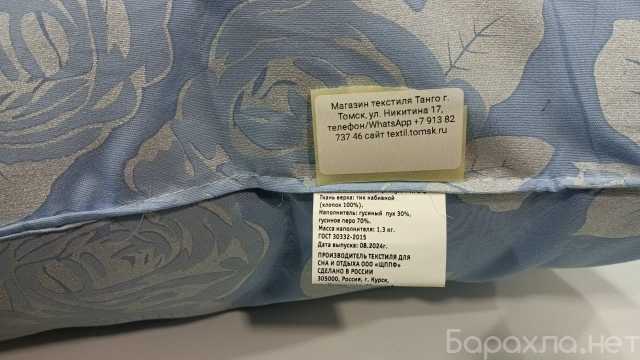 Магазин текстиля Танго г.
Томск, ул. Никитина 17,
телефон/WhatsApp +7 913 82
737 46 сайт textil.tomsk.ru
Ткань верха: тик набивной
(хлопок 100%).
Наполнитель: гусиный пух 30%,
гусиное перо 70%.
Масса наполнителя: 1.3 кг.
ГОСТ 30332-2015
Дата выпуска: 08.2024г.
ПРОИЗВОДИТЕЛЬ ТЕКСТИЛЯ ДЛЯ
СНА И ОТДЫХА ООО «ЩППФ»
СДЕЛАНО В РОССИИ
305000, Россия, г. Курск,
Барахла.нет